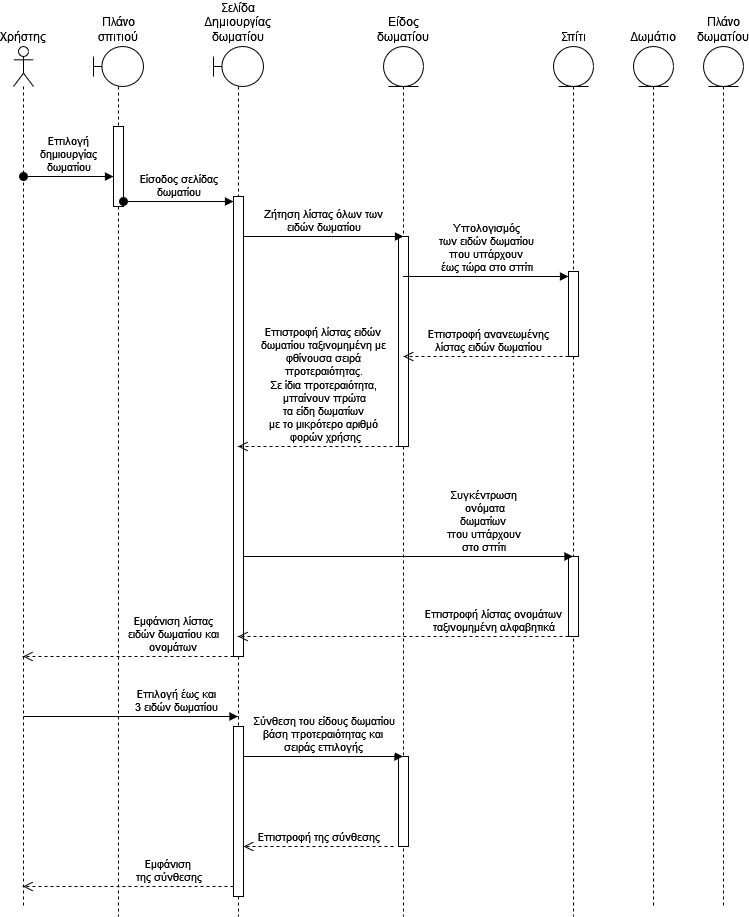 Χρήστης
Πλάνο
σπιτιού
Σελίδα
Δημιουργίας
δωματίου
Είδος
δωματίου
Σπίτι
Δωμάτιο
Πλάνο
δωματίου
Επιλογή
δημιουργίας
δωματίου
Είσοδος σελίδας
δωματίου
Ζήτηση λίστας όλων των
ειδών δωματίου
Υπολογισμός
των ειδών δωματίου
που υπάρχουν
έως τώρα στο σπίτι
Επιστροφή ανανεωμένης
λίστας ειδών δωματίου
Επιστροφή λίστας ειδών
δωματίου ταξινομημένη με
φθίνουσα σειρά
προτεραιότητας.
Σε ίδια προτεραιότητα,
μπαίνουν πρώτα
τα είδη δωματίων
με το μικρότερο αριθμό
φορών χρήσης
Συγκέντρωση
ονόματα
δωματίων
που υπάρχουν
στο σπίτι
Επιστροφή λίστας ονομάτων
ταξινομημένη αλφαβητικά
Εμφάνιση λίστας
ειδών δωματίου και
ονομάτων
Επιλογή έως και
3 ειδών δωματίου
Σύνθεση του είδους δωματίου
βάση προτεραιότητας και
σειράς επιλογής
Επιστροφή της σύνθεσης
Εμφάνιση
της σύνθεσης